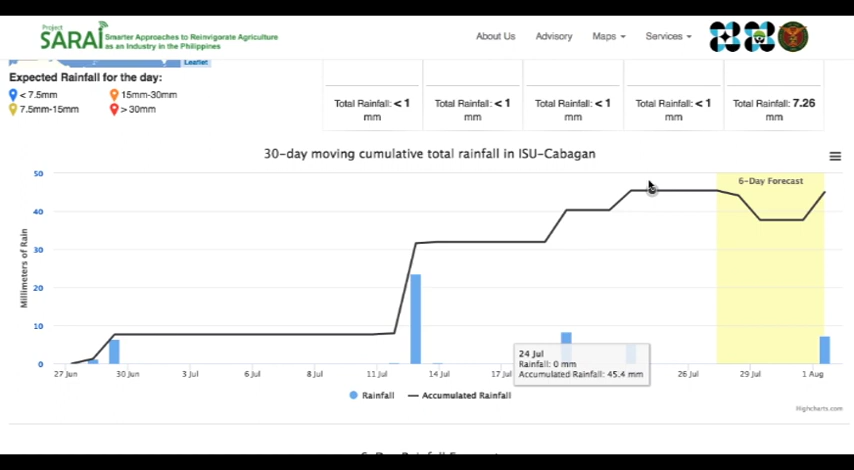 Project
SARAI
Smarter Approaches to Reinvigorate Agriculture
as an Industry in the Philippines
About Us
Advisory
Maps
Services
Leaflet
Expected Rainfall for the day:
< 7.5mm
15mm-30mm
7.5mm-15mm
> 30mm
Total Rainfall: < 1
mm
Total Rainfall: < 1
mm
Total Rainfall: < 1
mm
Total Rainfall: < 1
mm
Total Rainfall: 7.26
mm
30-day moving cumulative total rainfall in ISU-Cabagan
6-Day Forecast
Millimeters of Rain
50
40
30
20
10
0
24 Jul
Rainfall: 0 mm
Accumulated Rainfall: 45.4 mm
27 Jun
30 Jun
3 Jul
6 Jul
8 Jul
11 Jul
14 Jul
17 Jul
26 Jul
29 Jul
1 Aug
Rainfall
Accumulated Rainfall
Highcharts.com